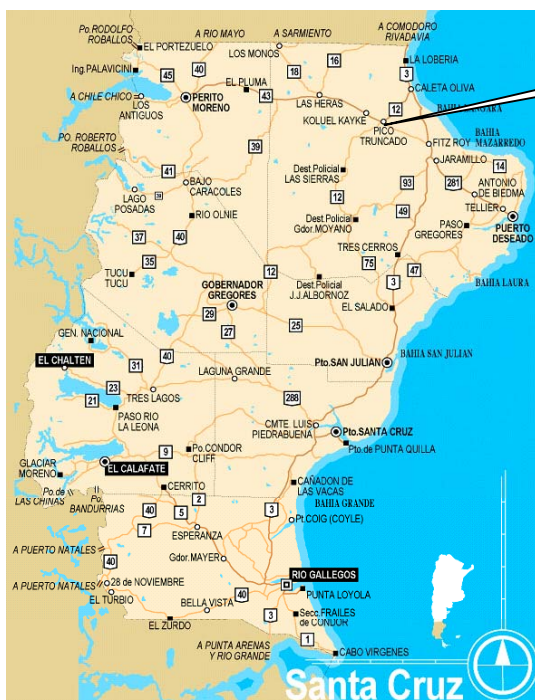 Po.RODOLFO
ROBALLOS
A RIO MAYO
A SARMIENTO
A COMODORO
RIVADAVIA
EL PORTEZUELO
LOS MONOS
Ing.PALAVICINI
40
16
18
LA LOBERIA
3
45
EL PLUMA
43
CALETA OLIVA
A CHILE CHICO
LOS
ANTIGUOS
PERITO
MORENO
LAS HERAS
12
KOLUEL KAYKE
PICO
TRUNCADO
PO. ROBERTO
ROBALLOS
39
FITZ ROY
BAHIA
MAZARREDO
JARAMILLO
14
41
BAJO
CARACOLES
Dest.Policial
LAS SIERRAS
93
281
ANTONIO
DE BIEDMA
LAGO
POSADAS
12
49
TELLIER
RIO OLNIE
Dest.Policial
Gdor.MOYANO
PASO
GREGORES
PUERTO
DESEADO
37
40
TRES CERROS
35
TUCU
TUCU
12
75
47
Dest.Policial
J.J.ALBORNOZ
3
BAHIA LAURA
GOBERNADOR
GREGORES
EL SALADO
29
27
25
GEN. NACIONAL
40
Pto.SAN JULIAN
BAHIA SAN JULIAN
EL CHALTEN
31
LAGUNA GRANDE
23
21
TRES LAGOS
288
PASO RIO
LA LEONA
CMTE. LUIS
PIEDRABUENA
Pto.SANTA CRUZ
Pto.de PUNTA QUILLA
9
Po.CONDOR
CLIFF
GLACIAR
MORENO
EL CALAFATE
CERRITO
CAÑADON DE
LAS VACAS
Po.de
LAS CHINAS
Po.
BANDURRIAS
2
BAHIA GRANDE
40
5
3
7
ESPERANZA
Pt.COIG (COYLE)
A PUERTO NATALES
Gdor.MAYER
40
RIO GALLEGOS
A PUERTO NATALES
28 de NOVIEMBRE
40
PUNTA LOYOLA
EL TURBIO
BELLA VISTA
3
Secc.FRAILES
de CONDOR
EL ZURDO
A PUNTA ARENAS
Y RIO GRANDE
1
CABO VIRGENES
Santa Cruz